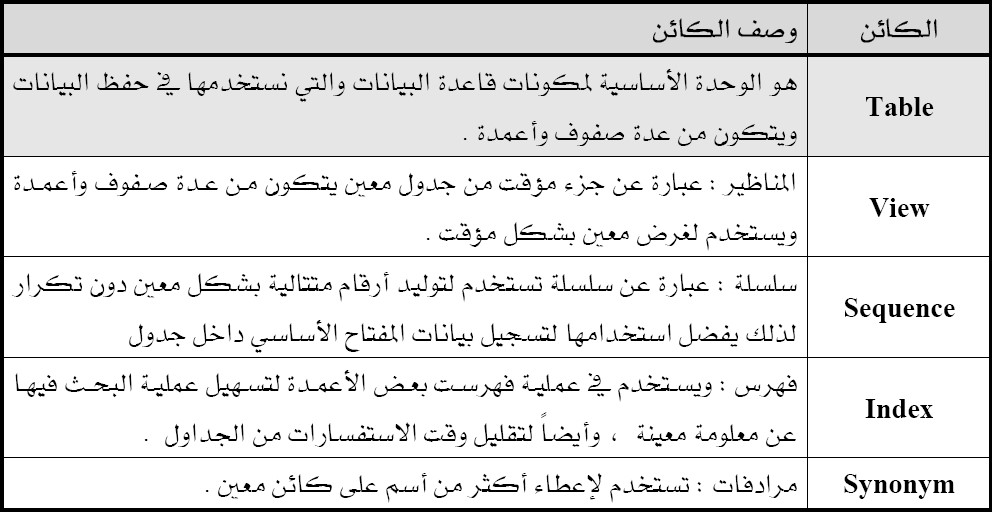 الكائن
وصف الكائن
Table
هو الوحدة الأساسية لمكونات قاعدة البيانات والتي نستخدمها في حفظ البيانات
ويتكون من عدة صفوف وأعمدة .
View
المناظير : عبارة عن جزء مؤقت من جدول معين يتكون من عدة صفوف وأعمدة
ويستخدم لغرض معين بشكل مؤقت .
Sequence
سلسلة : عبارة عن سلسلة تستخدم لتوليد أرقام متتالية بشكل معين دون تكرار
لذلك يفضل استخدامها لتسجيل بيانات المفتاح الأساسي داخل جدول
Index
فهرس : ويستخدم في عملية فهرست بعض الأعمدة لتسهيل عملية البحث فيها
عن معلومة معينة ، وأيضاً لتقليل وقت الاستفسارات من الجداول .
Synonym
مرادفات : تستخدم لإعطاء أكثر من أسم على كائن معين .